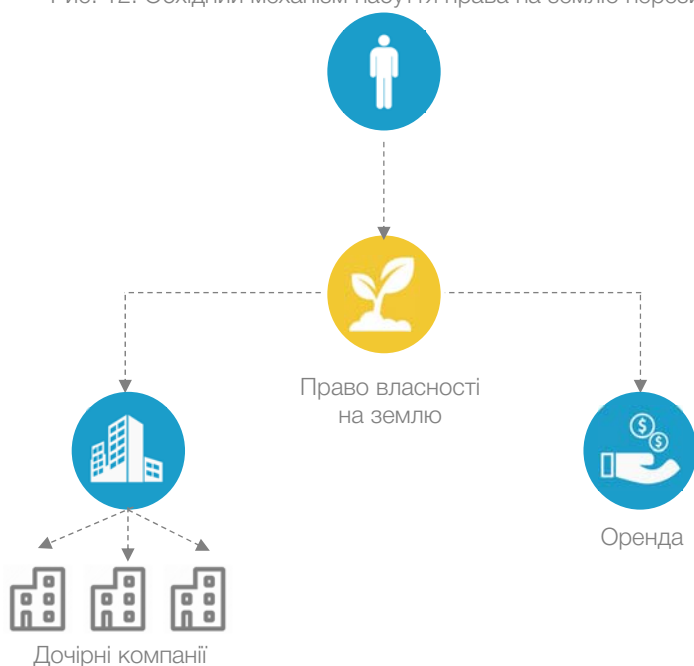 Рис. 12. Обхідний механізм набуття права на землю
Право власності
на землю
Оренда
Дочірні компанії